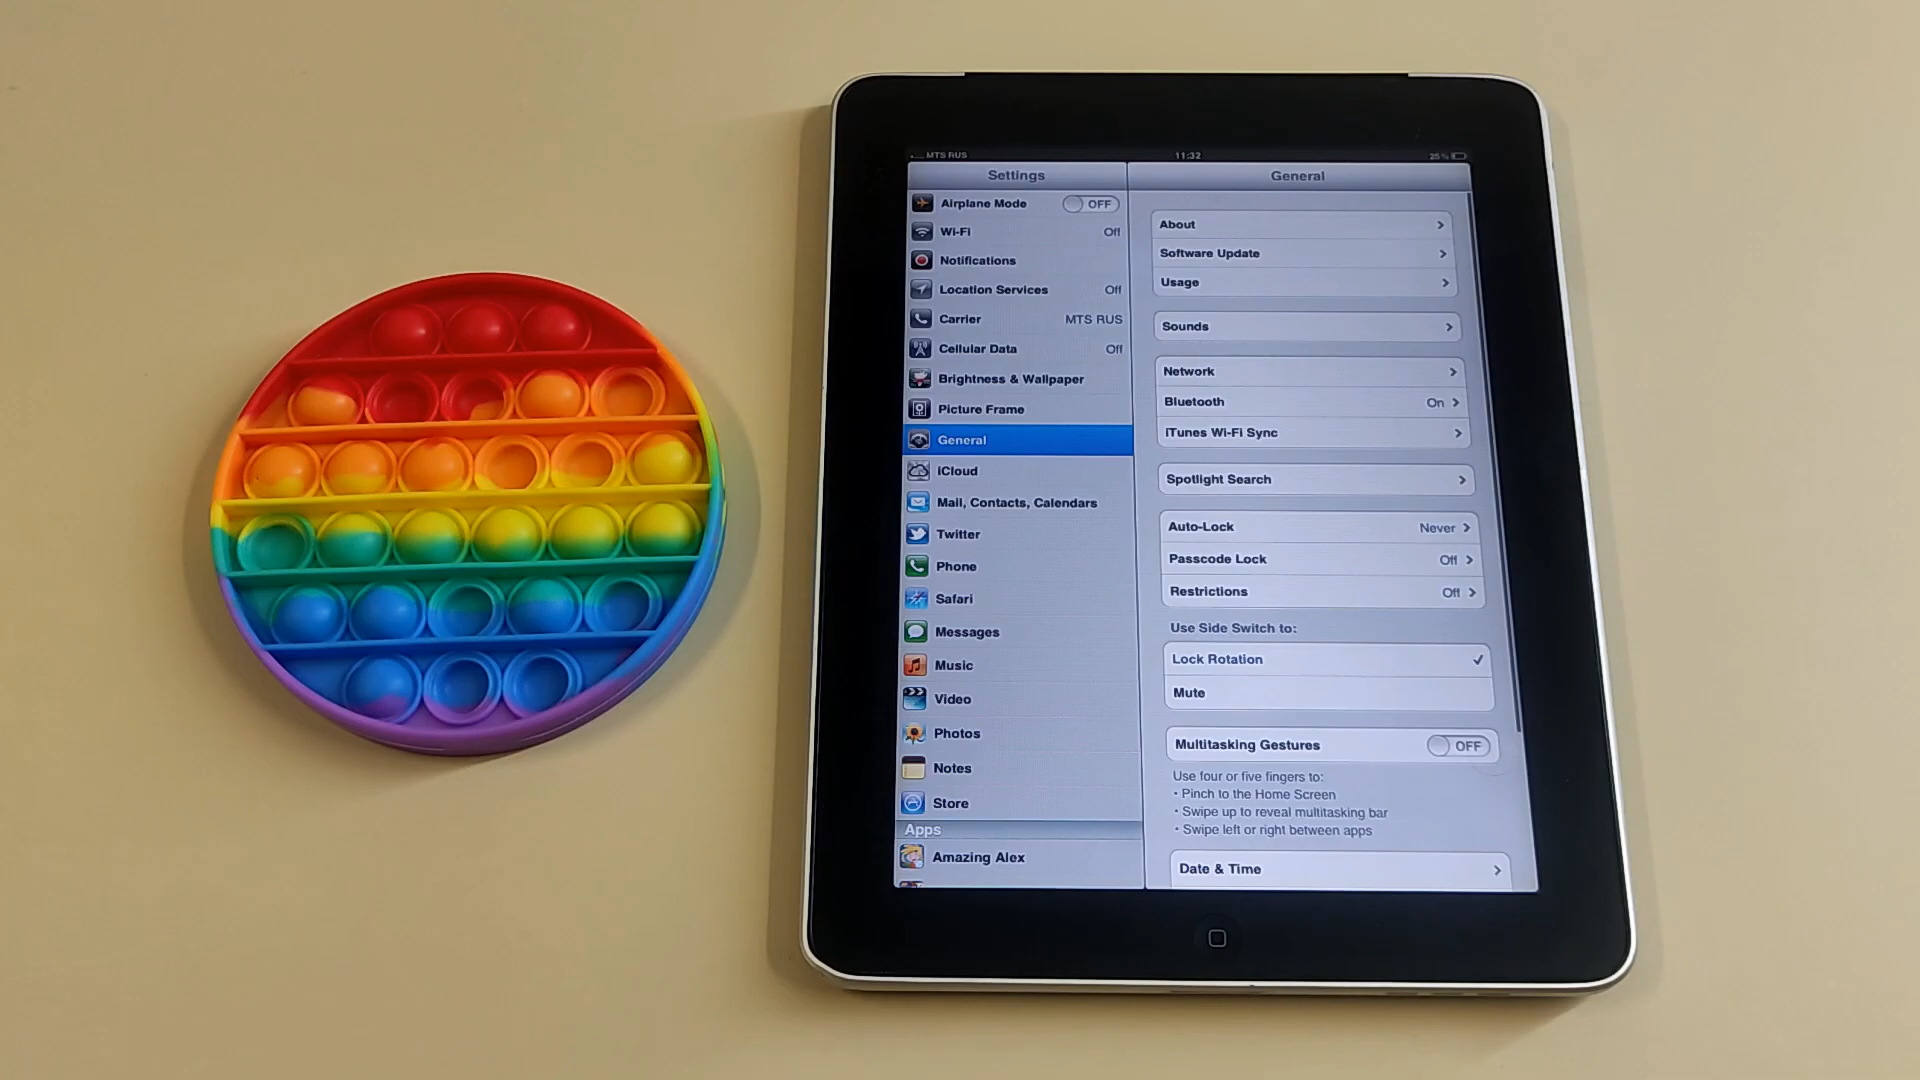 MTS RUS 11:32 25%
Settings
Airplane Mode OFF
Wi-Fi Off
Notifications
Location Services Off
Carrier MTS RUS
Cellular Data Off
Brightness & Wallpaper
Picture Frame
General
iCloud
Mail, Contacts, Calendars
Twitter
Phone
Safari
Messages
Music
Video
Photos
Notes
Store
Apps
Amazing Alex
General
About
Software Update
Usage
Sounds
Network
Bluetooth On
iTunes Wi-Fi Sync
Spotlight Search
Auto-Lock Never
Passcode Lock Off
Restrictions Off
Use Side Switch to:
Lock Rotation
Mute
Multitasking Gestures OFF
Use four or five fingers to:
• Pinch to the Home Screen
• Swipe up to reveal multitasking bar
• Swipe left or right between apps
Date & Time